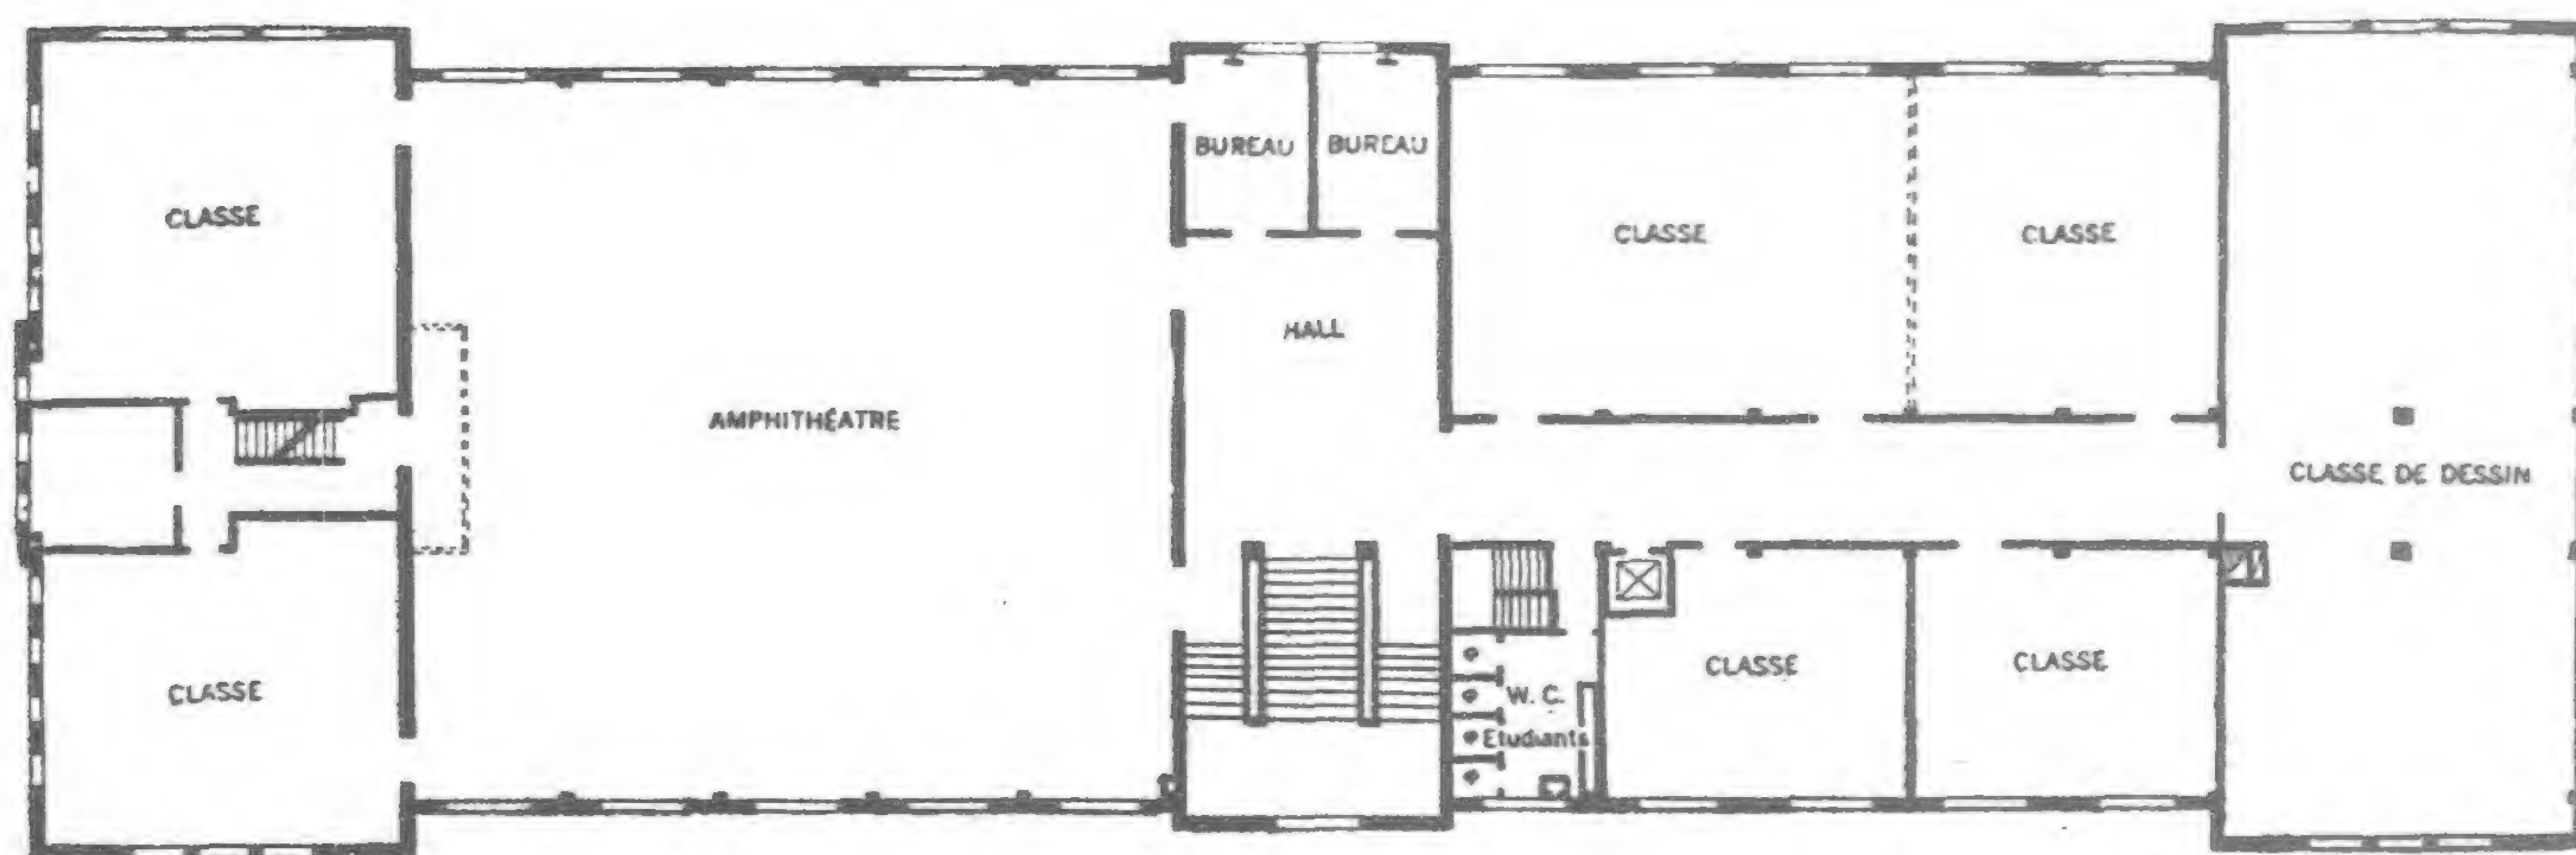 BUREAU BUREAU
CLASSE
CLASSE
CLASSE
HALL
AMPHITHÉATRE
CLASSE DE DESSIN
CLASSE
CLASSE
CLASSE
W. C.
Etudiants